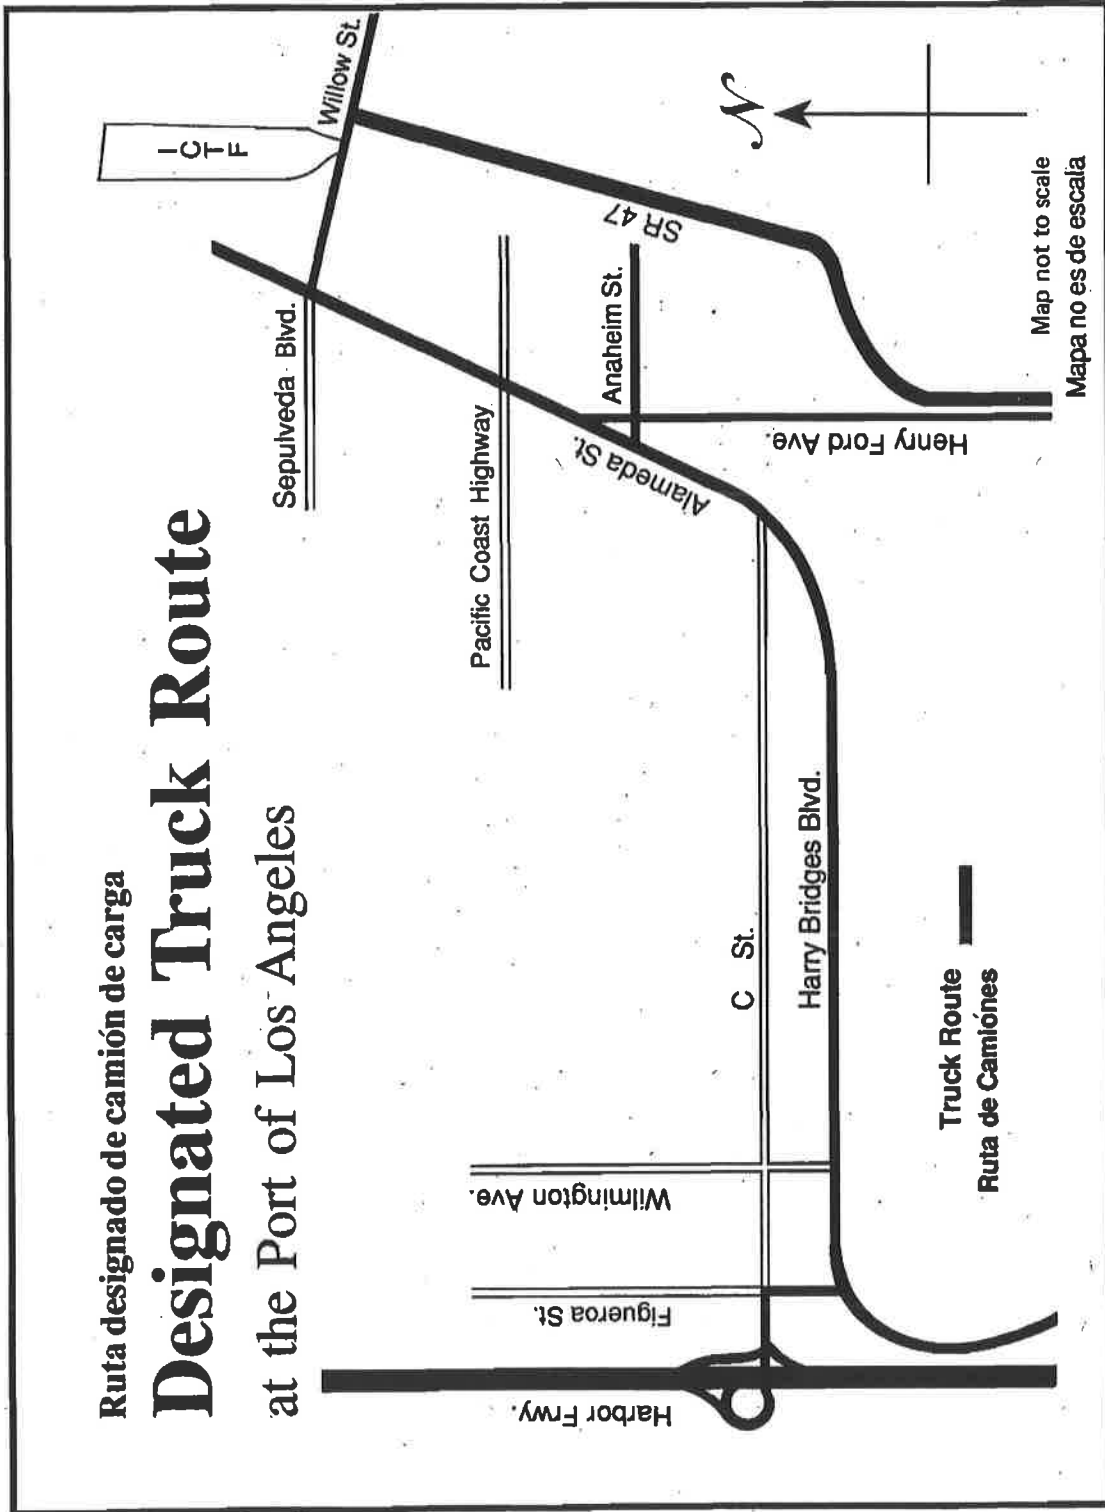 Ruta designado de camión de carga
Designated Truck Route
at the Port of Los Angeles
ICTF
Willow St.
Sepulveda Blvd.
Pacific Coast Highway
SR 47
Anaheim St.
Alameda St.
Henry Ford Ave.
C St.
Harry Bridges Blvd.
Wilmington Ave.
Figueroa St.
Harbor Frwy.
N
Truck Route
Ruta de Camiónes
Map not to scale
Mapa no es de escala